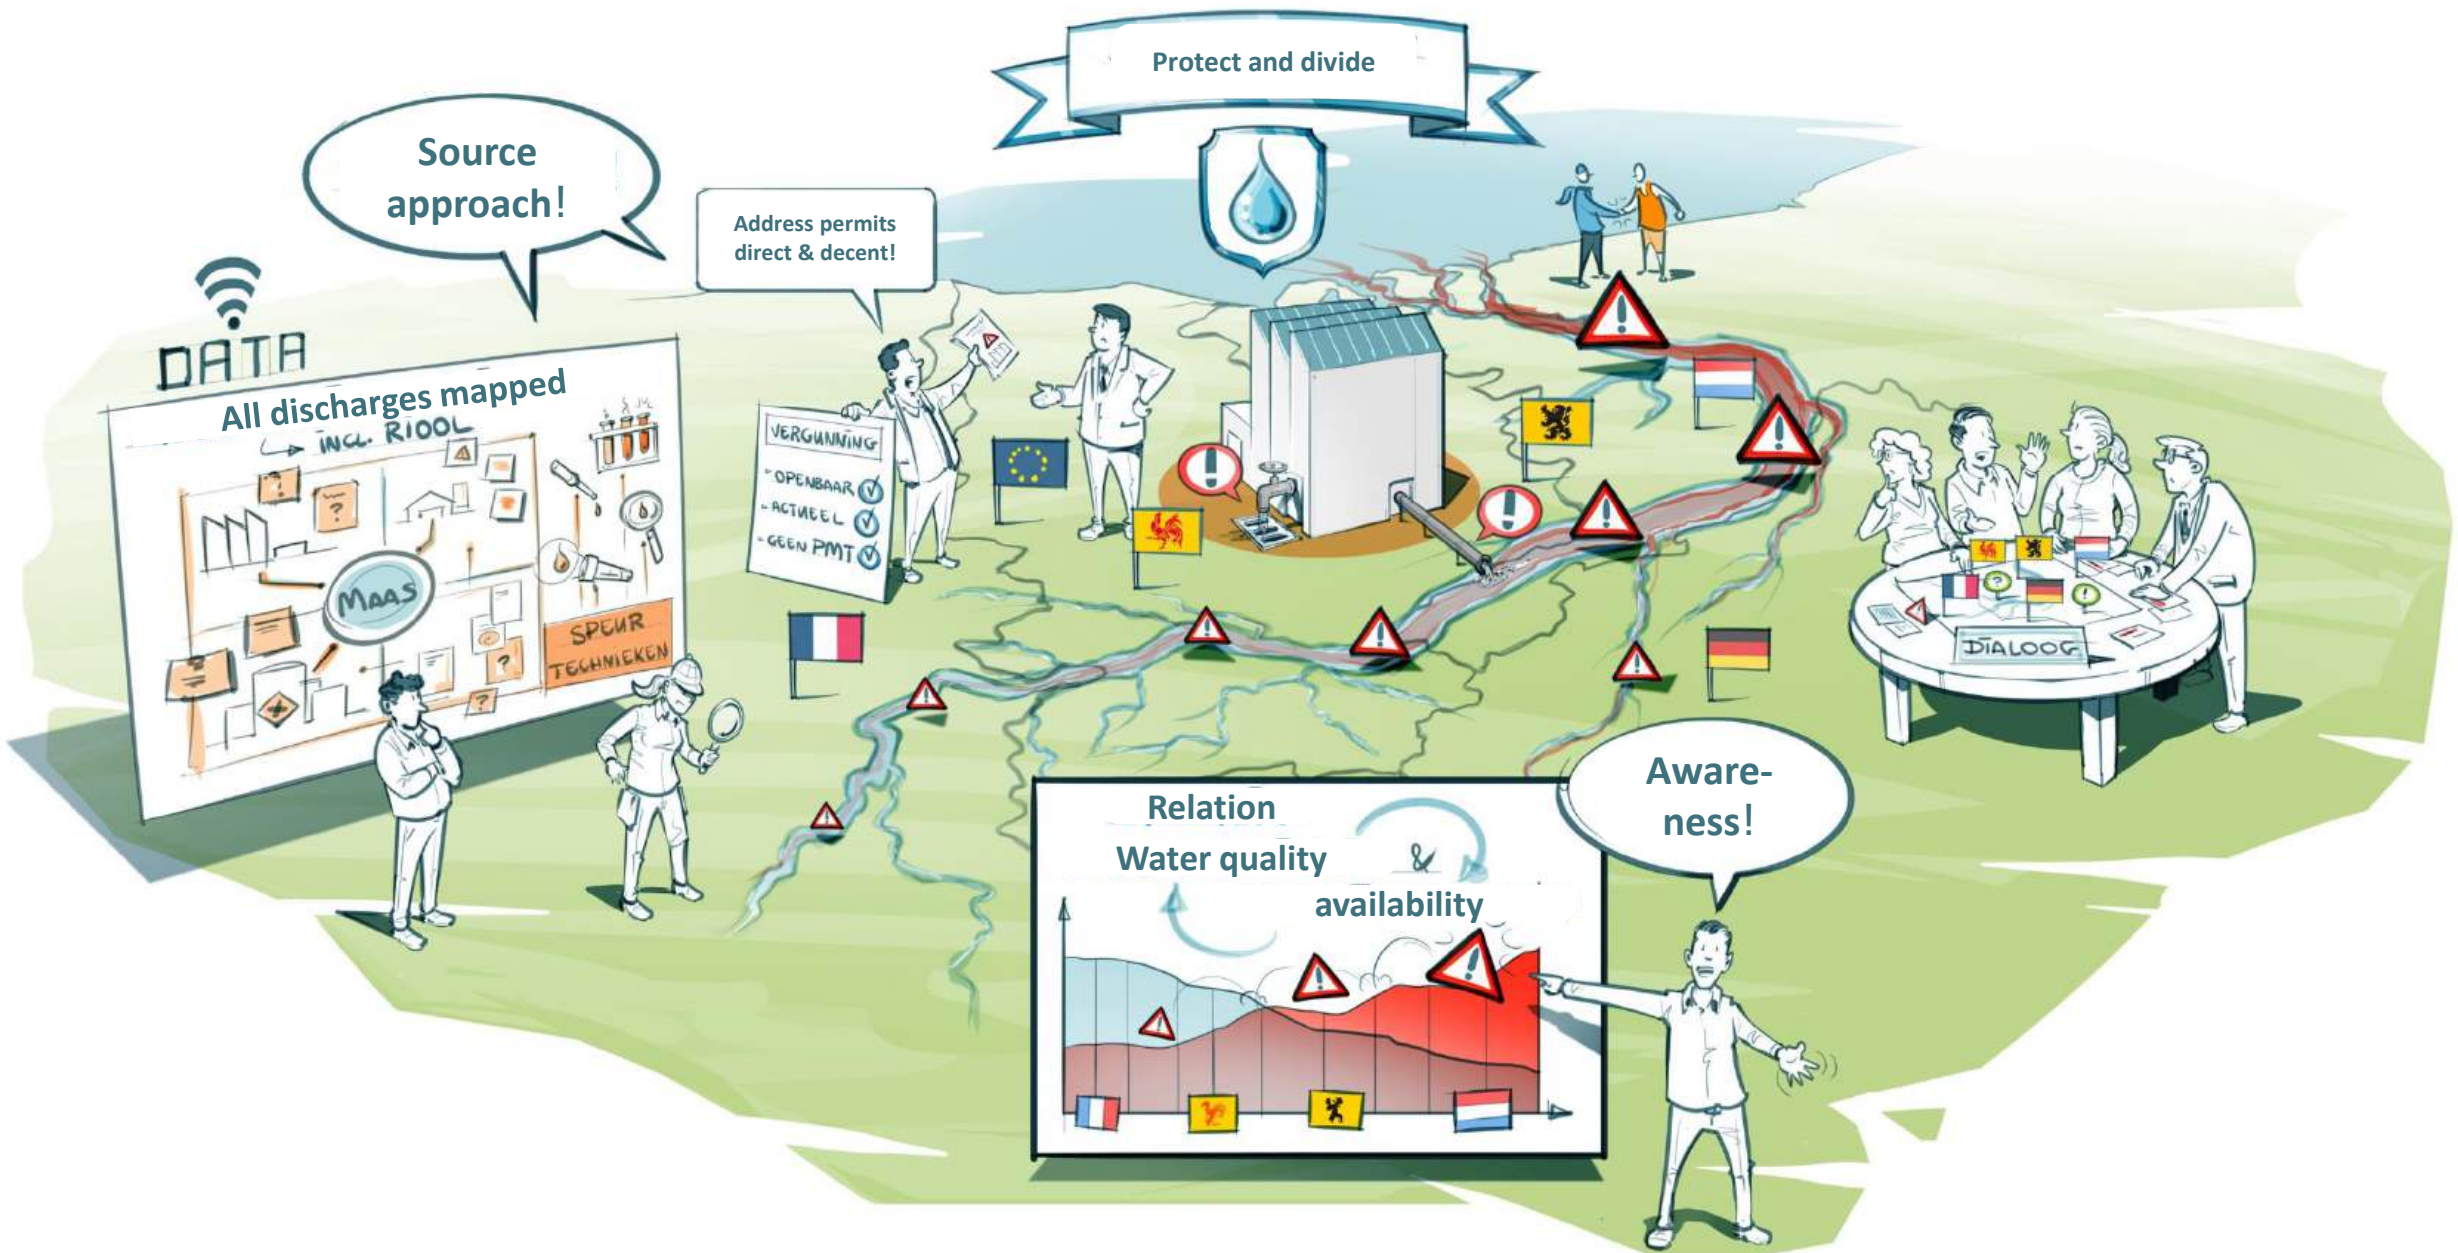 Protect and divide
Source
approach!
Address permits
direct & decent!
DATA
All discharges mapped
INCL. RIOOL
MAAS
SPEUR
TECHNIEKEN
VERGUNNING
- OPENBAAR
- ACTUEEL
- GEEN PMT
DIALOOG
Aware-
ness!
Relation
Water quality
&
availability